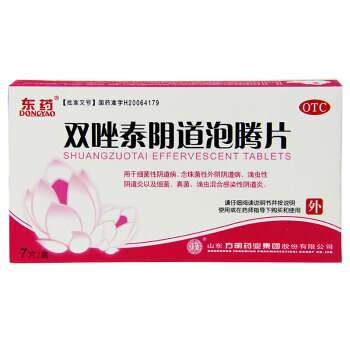 东药
DONGYAO
【批准文号】国药准字H20064179
OTC
双唑泰阴道泡腾片
SHUANGZUOTAI EFFERVESCENT TABLETS
用于细菌性阴道病、念珠菌性外阴阴道病、滴虫性
阴道炎以及细菌、真菌、滴虫混合感染性阴道炎。
请仔细阅读说明书并按说明
使用或在药师指导下购买和使用
外
7片/盒
山东方明药业集团股份有限公司